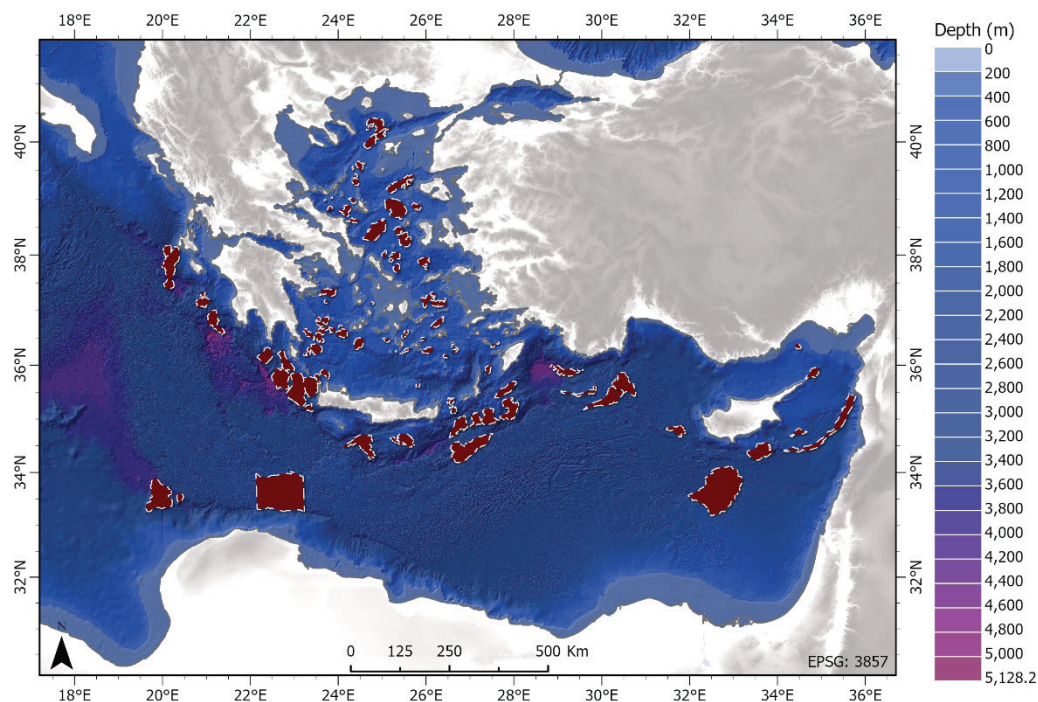 18°E 20°E 22°E 24°E 26°E 28°E 30°E 32°E 34°E 36°E
Depth (m)
0
200
400
600
800
1,000
1,200
1,400
1,600
1,800
2,000
2,200
2,400
2,600
2,800
3,000
3,200
3,400
3,600
3,800
4,000
4,200
4,400
4,600
4,800
5,000
5,128.2
40°N 40°N
38°N 38°N
36°N 36°N
34°N 34°N
32°N 32°N
N
0 125 250 500 Km
EPSG: 3857
18°E 20°E 22°E 24°E 26°E 28°E 30°E 32°E 34°E 36°E